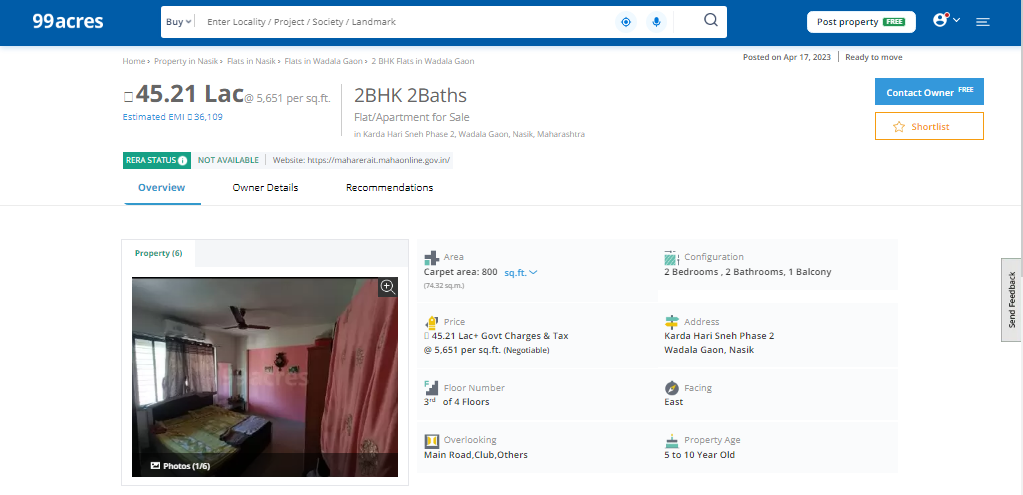 99acres
Buy
Enter Locality / Project / Society / Landmark
Post property FREE
Home › Property in Nasik › Flats in Nasik › Flats in Wadala Gaon › 2 BHK Flats in Wadala Gaon
Posted on Apr 17, 2023 | Ready to move
45.21 Lac @ 5,651 per sq.ft.
Estimated EMI 36,109
2BHK 2Baths
Flat/Apartment for Sale
in Karda Hari Sneh Phase 2, Wadala Gaon, Nasik, Maharashtra
Contact Owner FREE
Shortlist
RERA STATUS NOT AVAILABLE Website: https://maharerait.mahaonline.gov.in/
Overview Owner Details Recommendations
Property (6)
99acres
Photos (1/6)
Area
Carpet area: 800 sq.ft.
(74.32 sq.m.)
Configuration
2 Bedrooms , 2 Bathrooms, 1 Balcony
Price
45.21 Lac+ Govt Charges & Tax
@ 5,651 per sq.ft. (Negotiable)
Address
Karda Hari Sneh Phase 2
Wadala Gaon, Nasik
Floor Number
3rd of 4 Floors
Facing
East
Overlooking
Main Road,Club,Others
Property Age
5 to 10 Year Old
Send Feedback